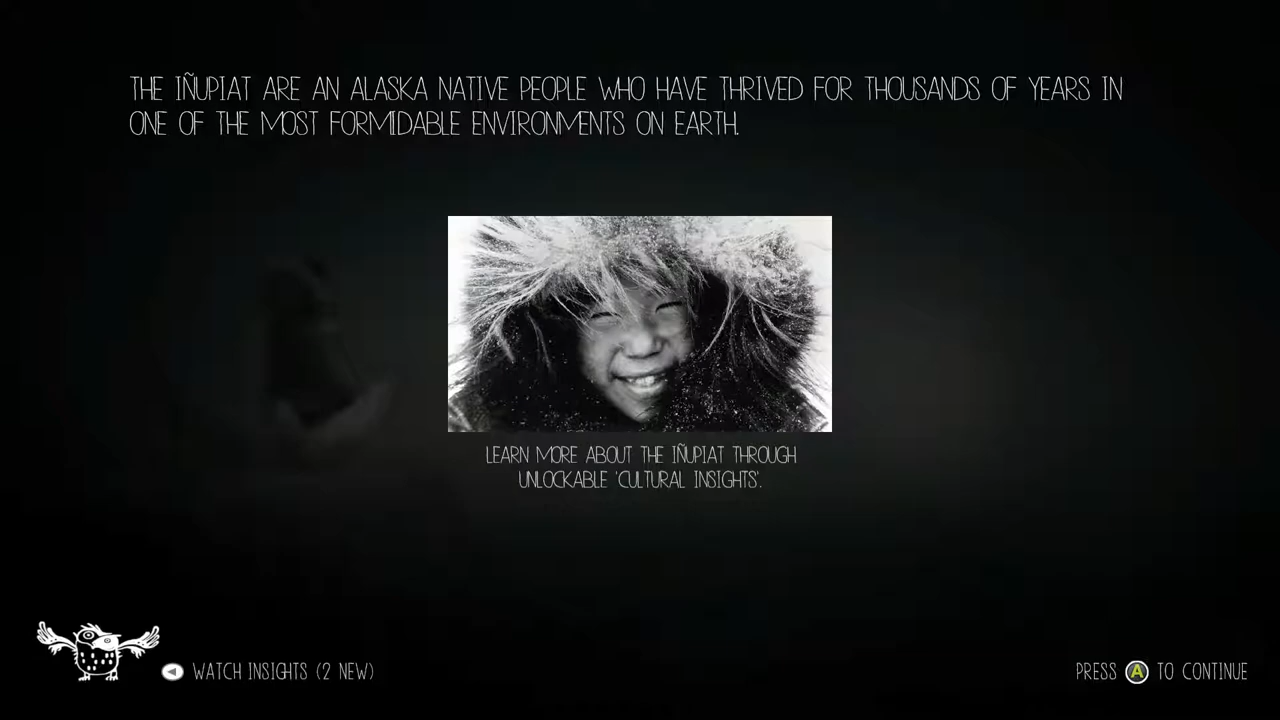 THE IÑUPIAT ARE AN ALASKA NATIVE PEOPLE WHO HAVE THRIVED FOR THOUSANDS OF YEARS IN
ONE OF THE MOST FORMIDABLE ENVIRONMENTS ON EARTH.
LEARN MORE ABOUT THE IÑUPIAT THROUGH
UNLOCKABLE 'CULTURAL INSIGHTS'.
WATCH INSIGHTS (2 NEW)
PRESS A TO CONTINUE